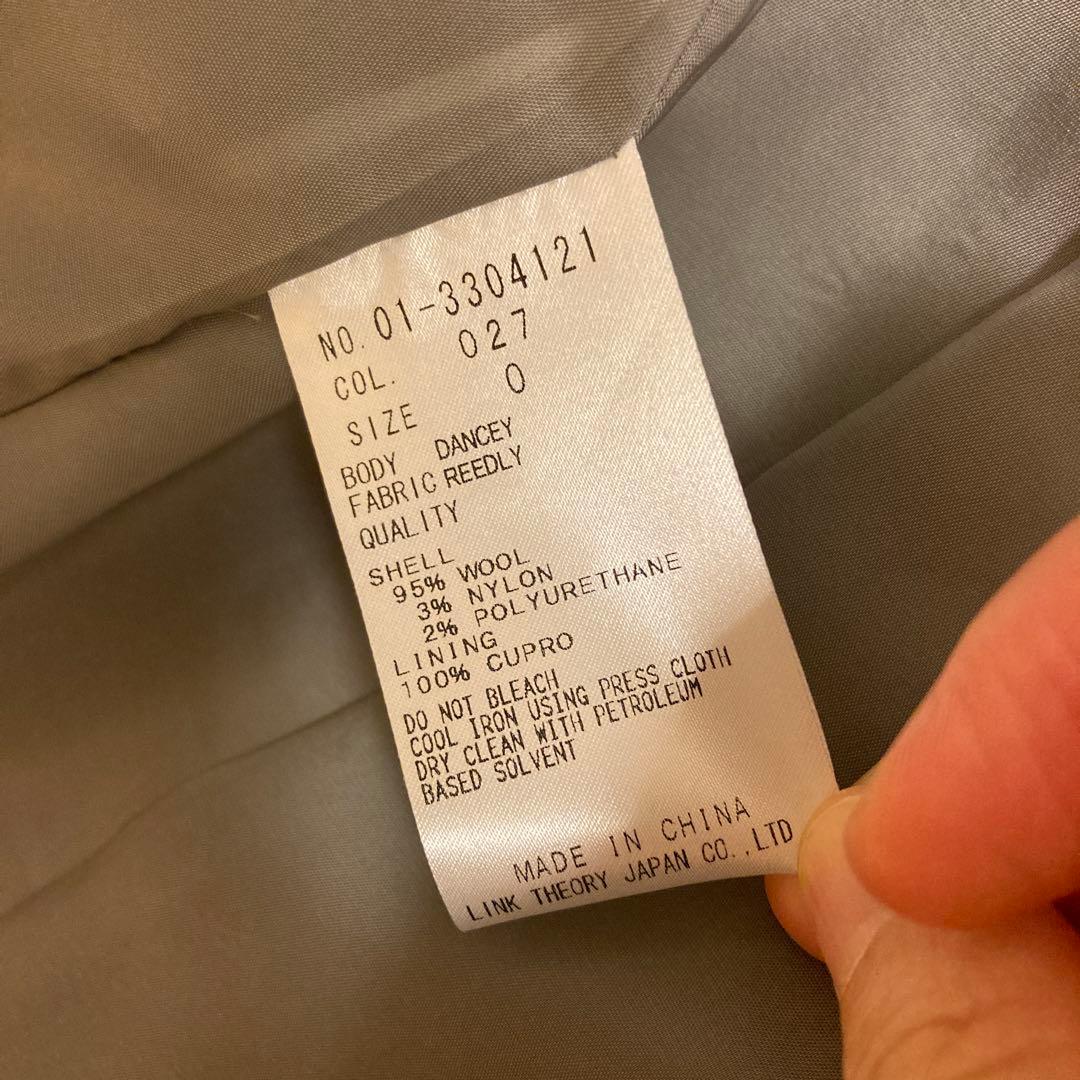 NO. 01-3304121
COL. 027
SIZE 0
BODY DANCEY
FABRIC REEDLY
QUALITY
SHELL
95% WOOL
3% NYLON
2% POLYURETHANE
LINING
100% CUPRO
DO NOT BLEACH
COOL IRON USING PRESS CLOTH
DRY CLEAN WITH PETROLEUM
BASED SOLVENT
MADE IN CHINA
LINK THEORY JAPAN CO.,LTD